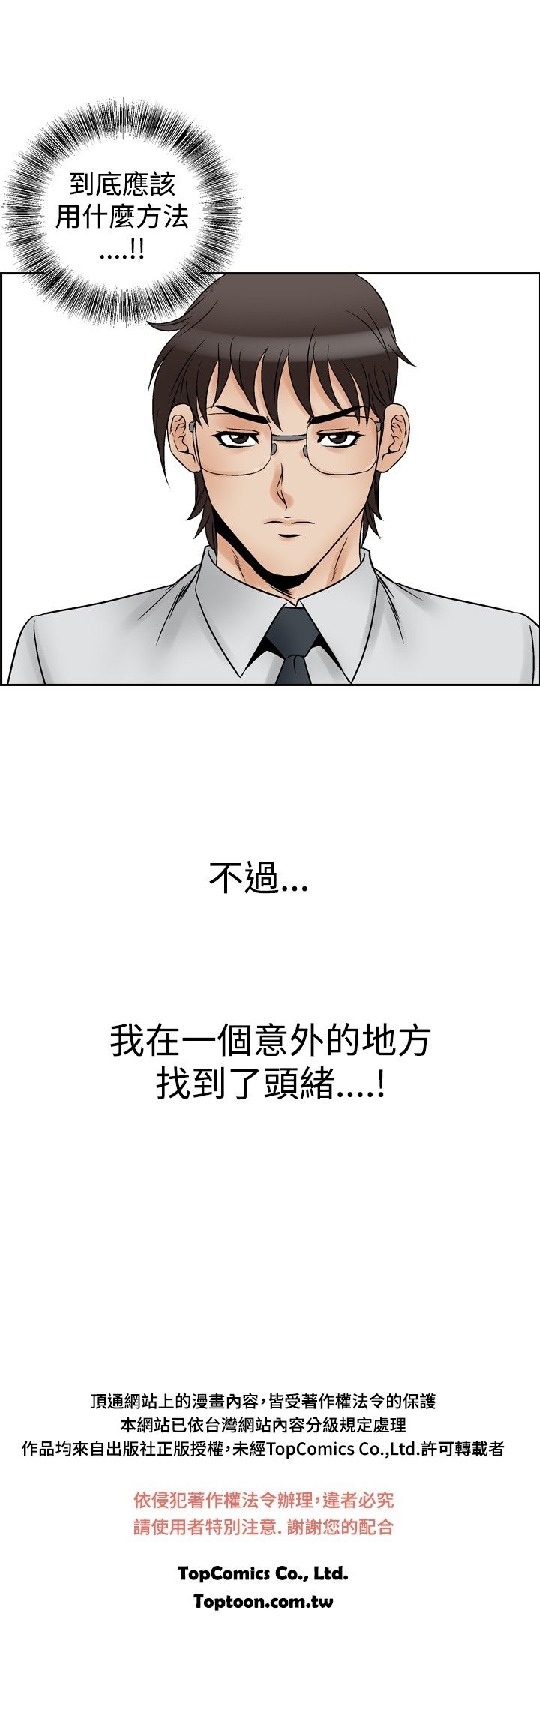 到底應該
用什麼方法
....!!
不過...
我在一個意外的地方
找到了頭緒....!
頂通網站上的漫畫內容，皆受著作權法令的保護
本網站已依台灣網站內容分級規定處理
作品均來自出版社正版授權，未經TopComics Co.,Ltd.許可轉載者
依侵犯著作權法令辦理，違者必究
請使用者特別注意. 謝謝您的配合
TopComics Co., Ltd.
Toptoon.com.tw